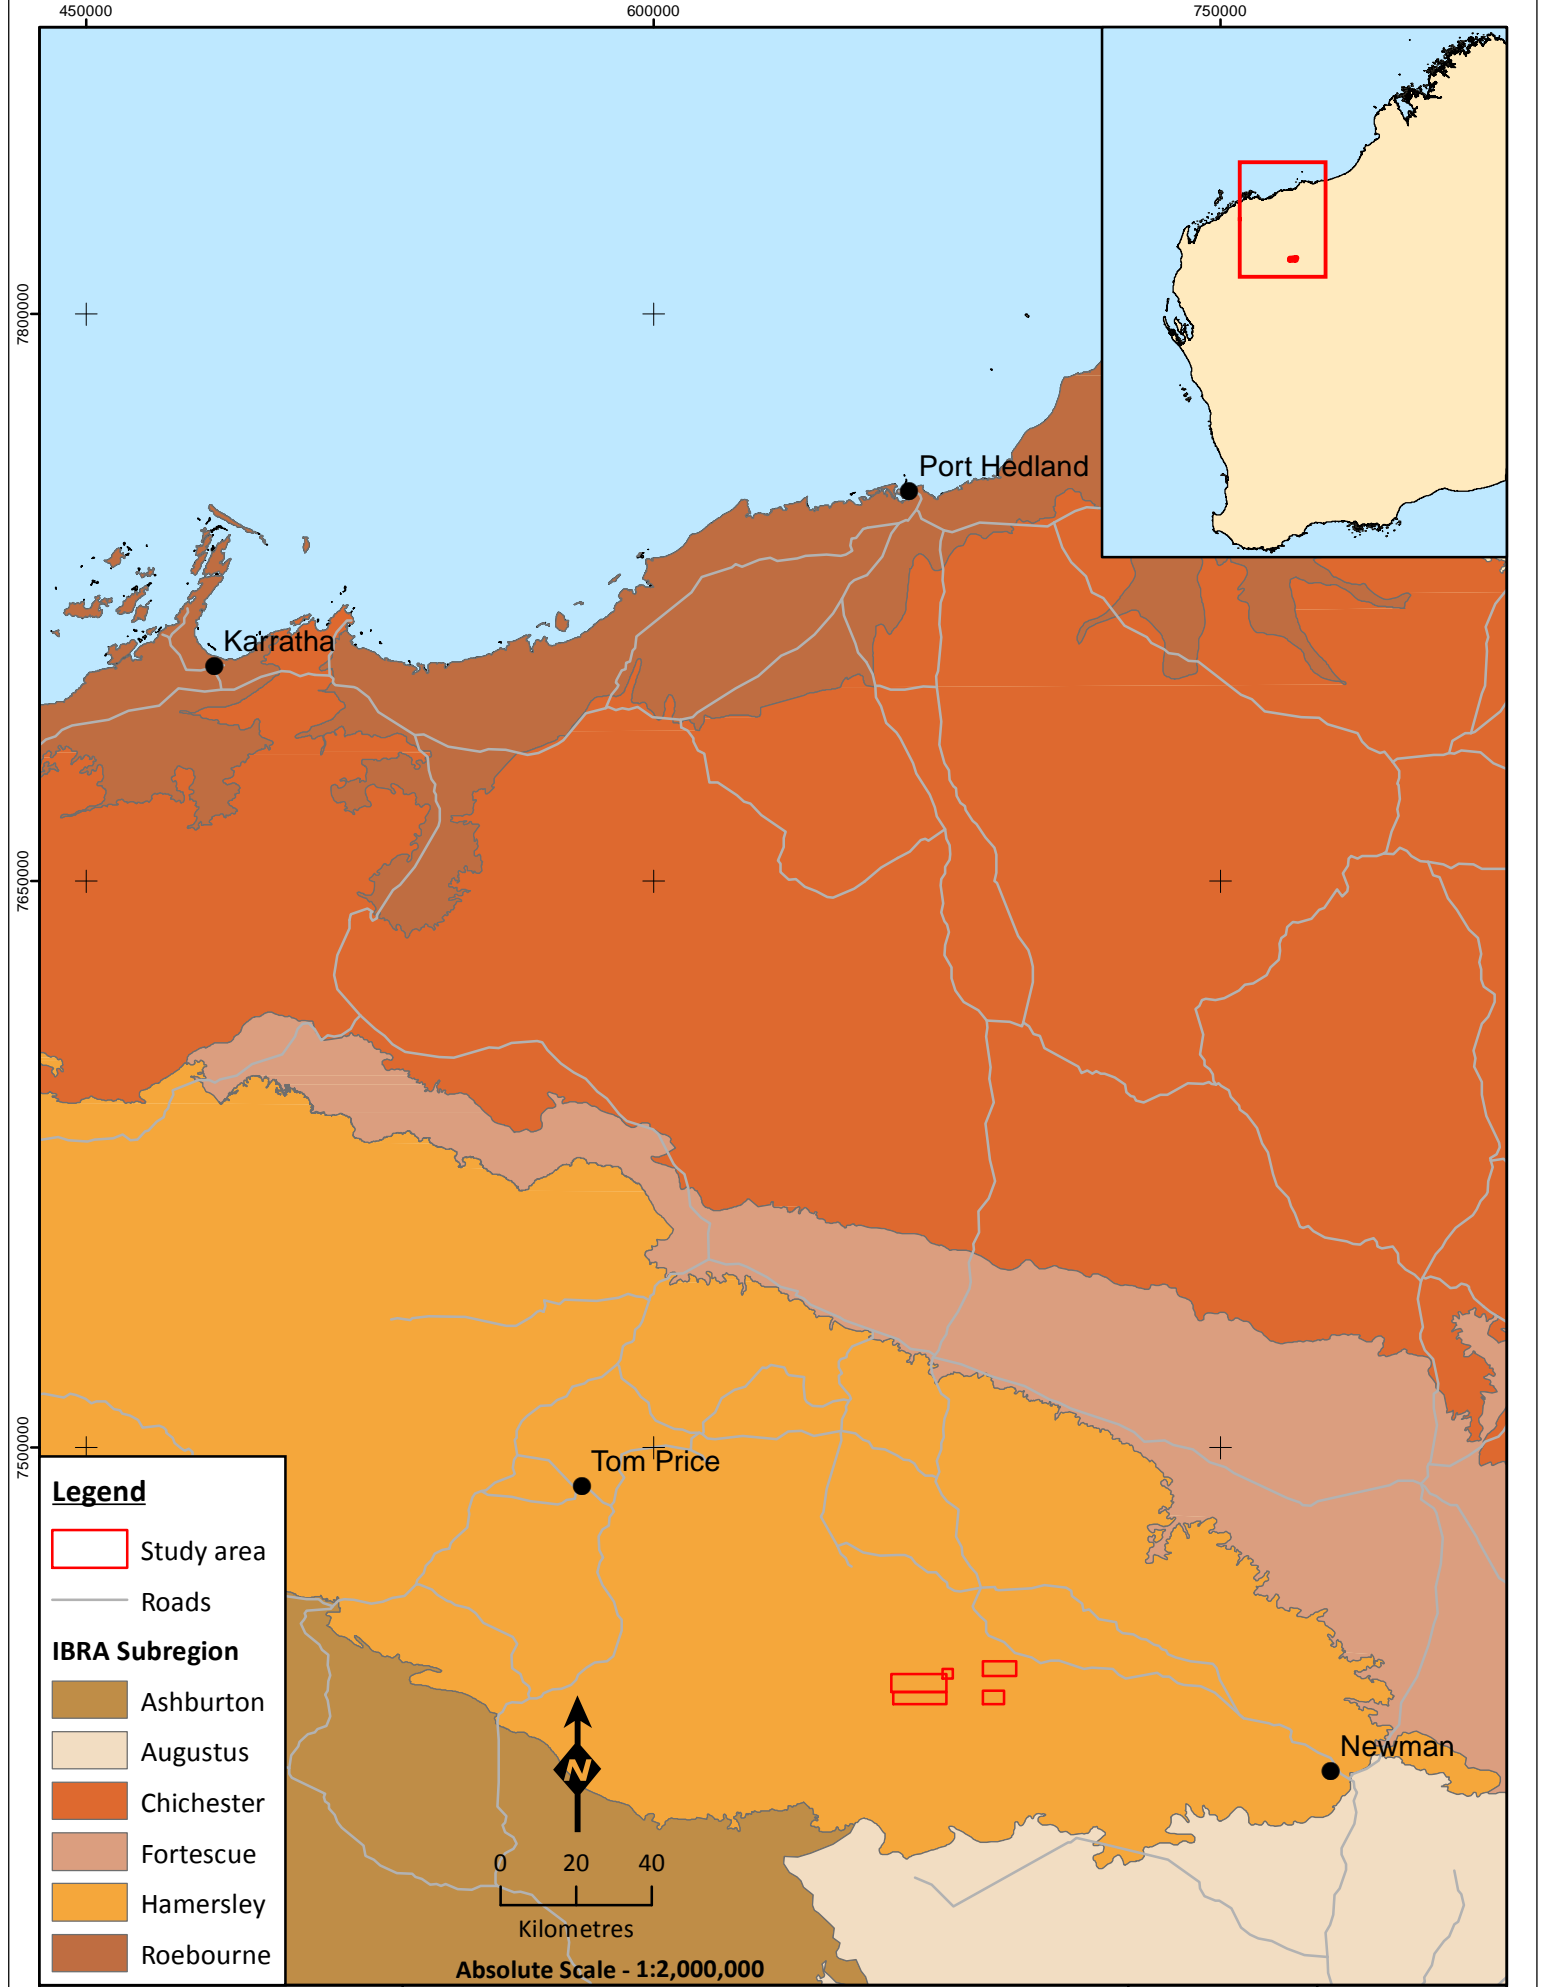 450000
600000
750000
7800000
7650000
7500000
Port Hedland
Karratha
Tom Price
Newman
Legend
Study area
Roads
IBRA Subregion
Ashburton
Augustus
Chichester
Fortescue
Hamersley
Roebourne
N
0 20 40
Kilometres
Absolute Scale - 1:2,000,000